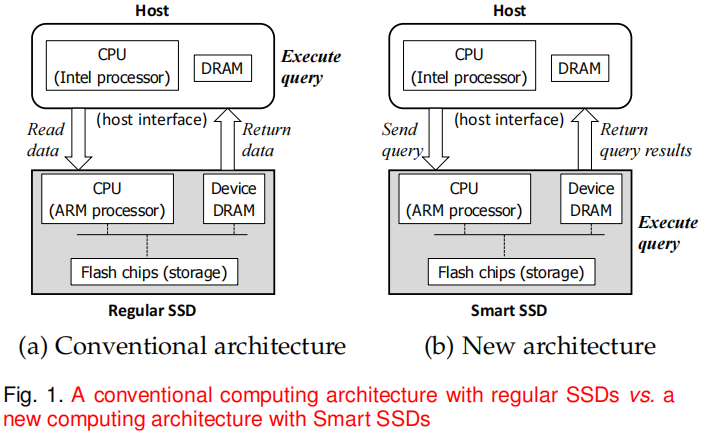 Host
CPU
(Intel processor)
DRAM
Execute
query
Read
data
(host interface)
Return
data
CPU
(ARM processor)
Device
DRAM
Flash chips (storage)
Regular SSD
(a) Conventional architecture
Host
CPU
(Intel processor)
DRAM
Send
query
(host interface)
Return
query results
CPU
(ARM processor)
Device
DRAM
Execute
query
Flash chips (storage)
Smart SSD
(b) New architecture
Fig. 1. A conventional computing architecture with regular SSDs vs. a
new computing architecture with Smart SSDs